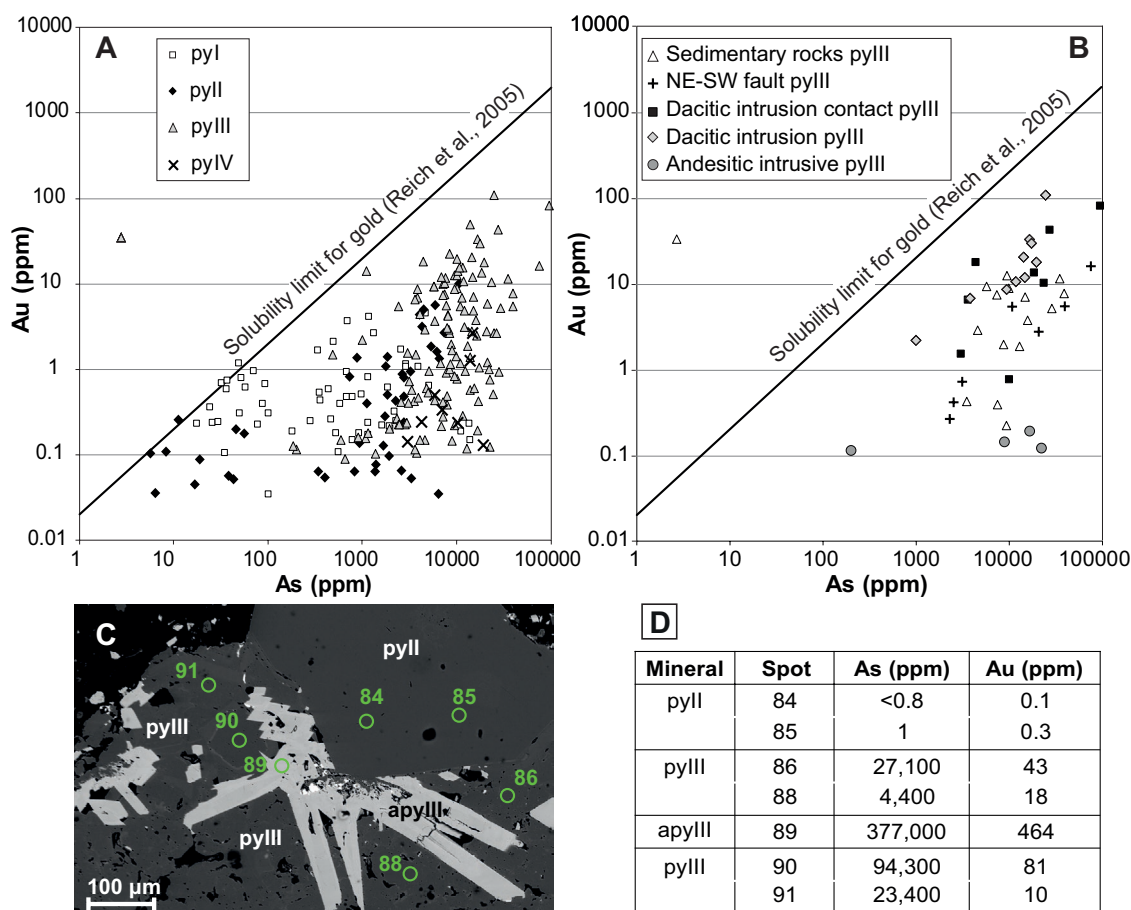 A
pyI
pyII
pyIII
pyIV
Solubility limit for gold (Reich et al., 2005)
Au (ppm)
10000
1000
100
10
1
0.1
0.01
1 10 100 1000 10000 100000
As (ppm)
B
Sedimentary rocks pyIII
NE-SW fault pyIII
Dacitic intrusion contact pyIII
Dacitic intrusion pyIII
Andesitic intrusive pyIII
Solubility limit for gold (Reich et al., 2005)
Au (ppm)
10000
1000
100
10
1
0.1
0.01
1 10 100 1000 10000 100000
As (ppm)
C
pyII
91
84 85
pyIII
90
89
86
apyIII
pyIII
88
100 µm
D
Mineral Spot As (ppm) Au (ppm)
pyII 84 <0.8 0.1
85 1 0.3
pyIII 86 27,100 43
88 4,400 18
apyIII 89 377,000 464
pyIII 90 94,300 81
91 23,400 10